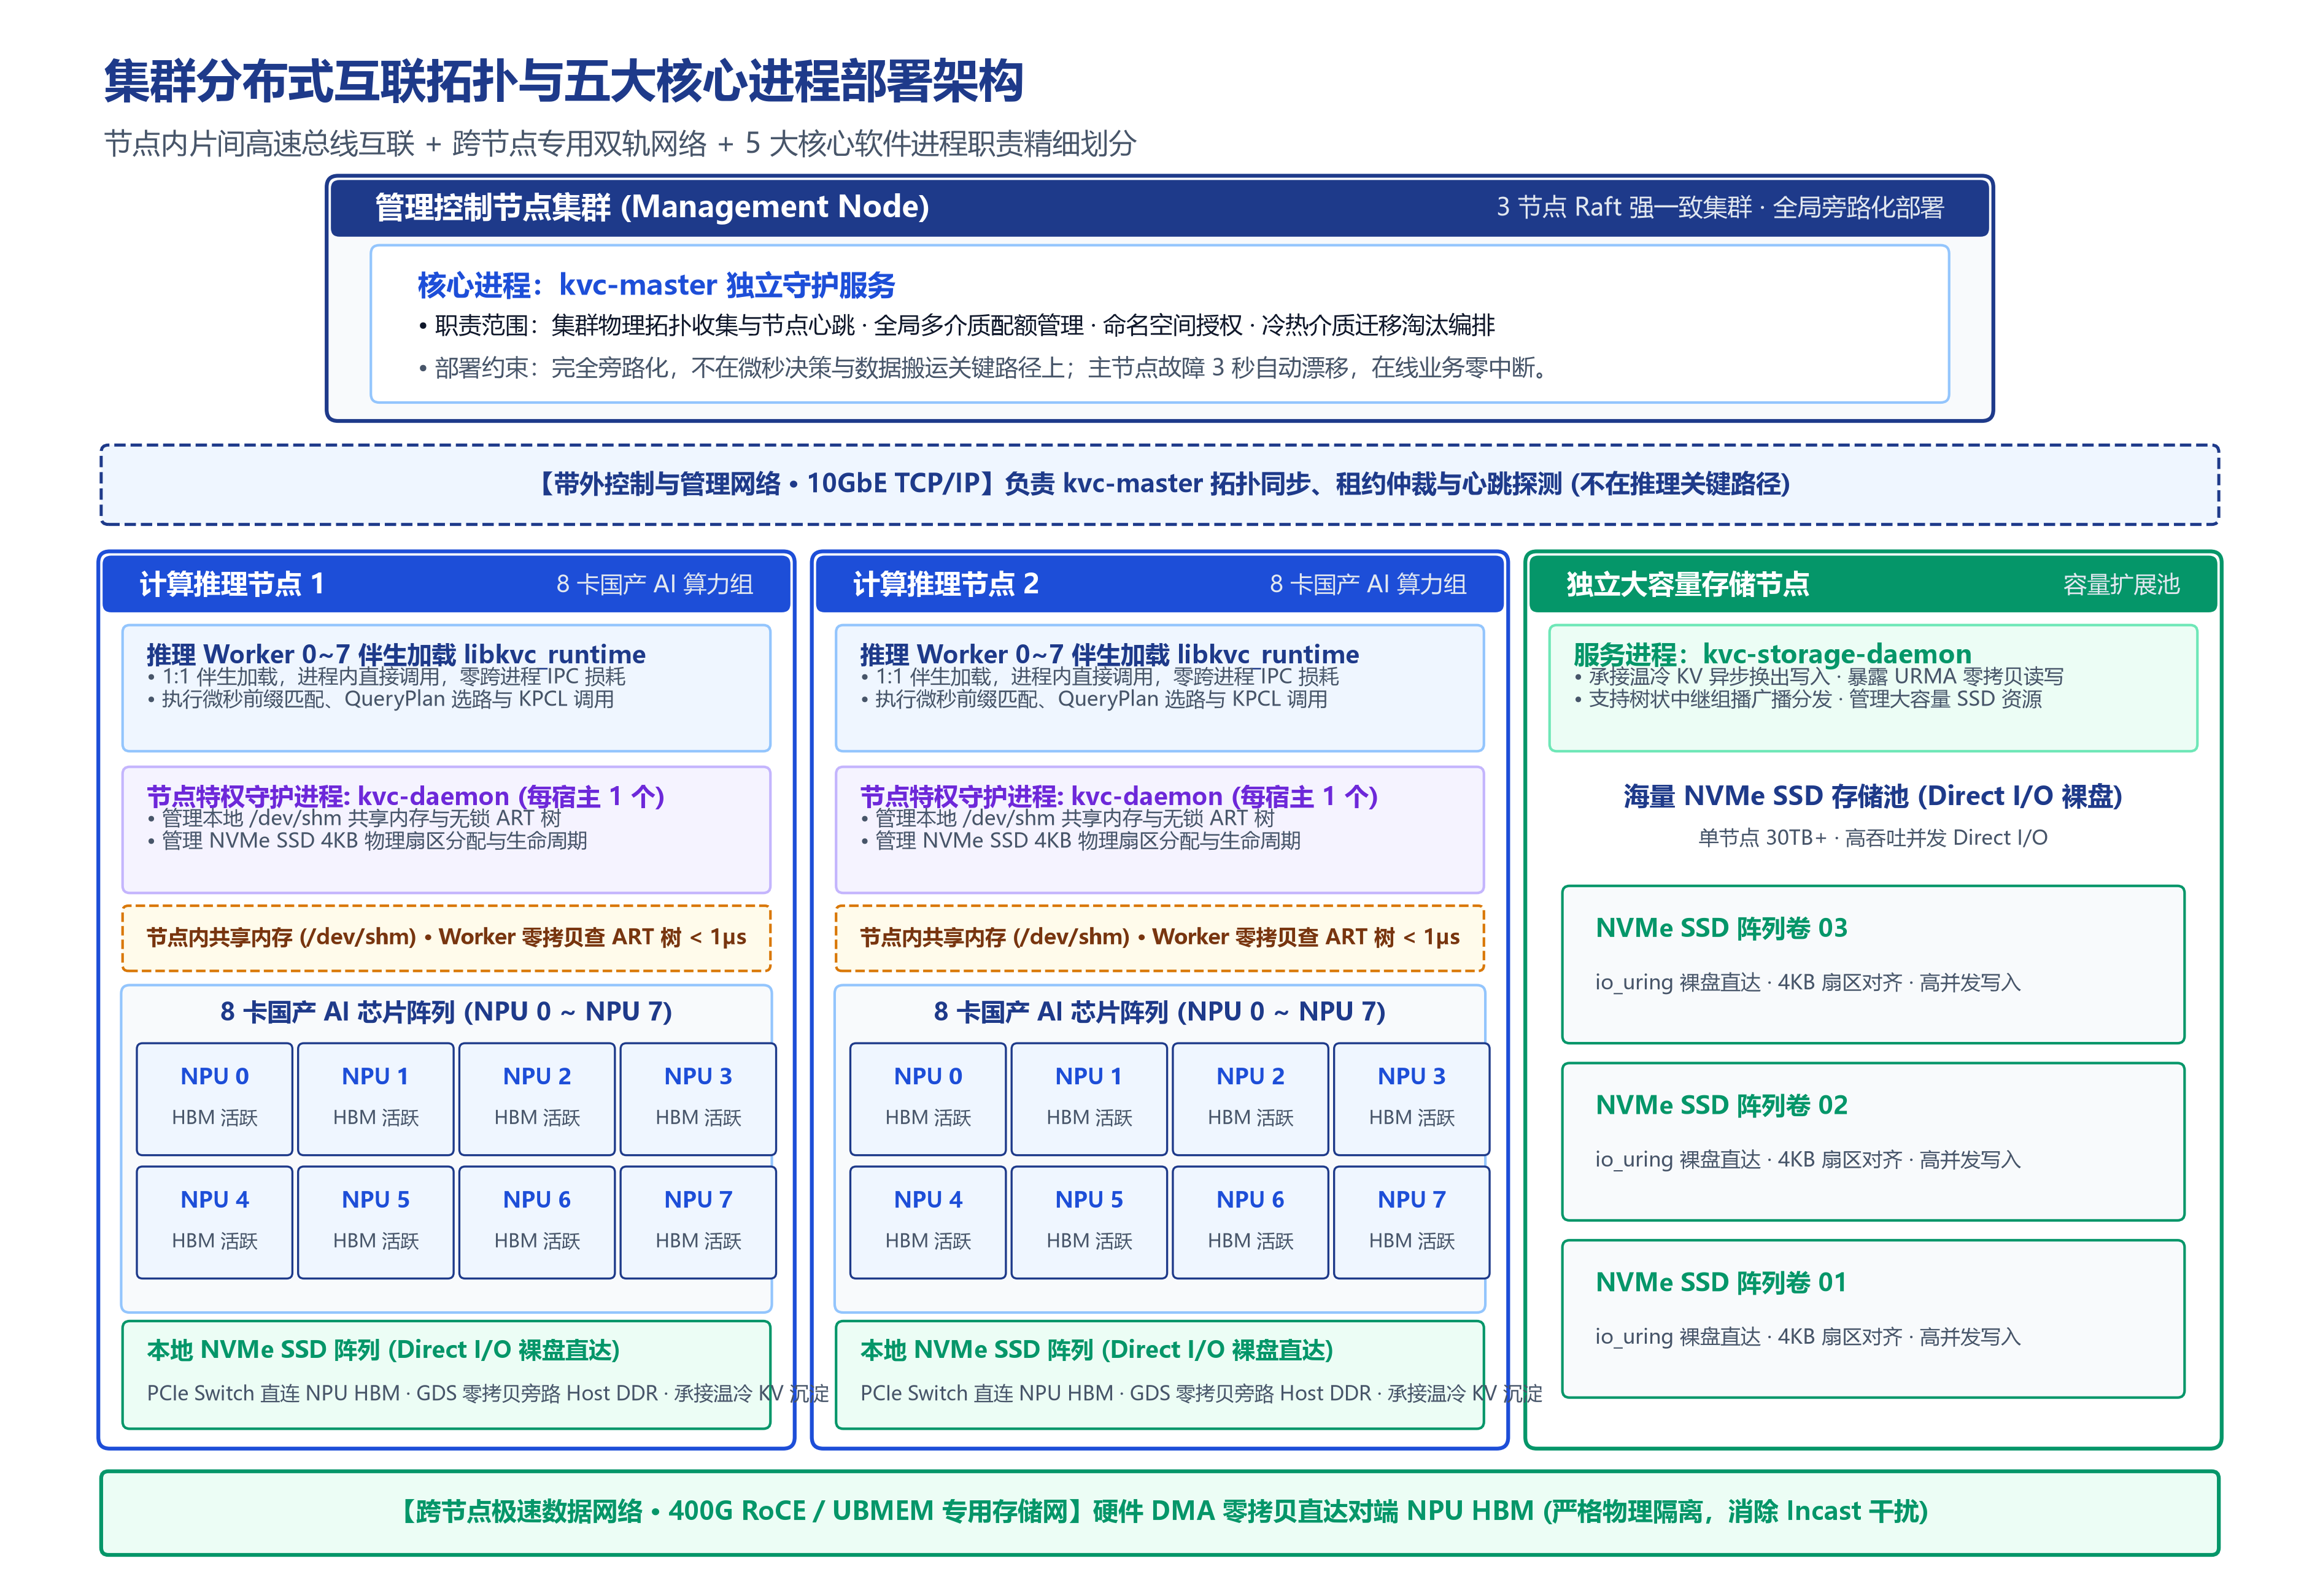 集群分布式互联拓扑与五大核心进程部署架构
节点内片间高速总线互联 + 跨节点专用双轨网络 + 5 大核心软件进程职责精细划分
管理控制节点集群 (Management Node)
3 节点 Raft 强一致集群 · 全局旁路化部署
核心进程：kvc-master 独立守护服务
• 职责范围：集群物理拓扑收集与节点心跳 · 全局多介质配额管理 · 命名空间授权 · 冷热介质迁移淘汰编排
• 部署约束：完全旁路化，不在微秒决策与数据搬运关键路径上；主节点故障 3 秒自动漂移，在线业务零中断。
【带外控制与管理网络 • 10GbE TCP/IP】负责 kvc-master 拓扑同步、租约仲裁与心跳探测 (不在推理关键路径)
计算推理节点 1
8 卡国产 AI 算力组
推理 Worker 0~7 伴生加载 libkvc_runtime
• 1:1 伴生加载，进程内直接调用，零跨进程 IPC 损耗
• 执行微秒前缀匹配、QueryPlan 选路与 KPCL 调用
节点特权守护进程: kvc-daemon (每宿主 1 个)
• 管理本地 /dev/shm 共享内存与无锁 ART 树
• 管理 NVMe SSD 4KB 物理扇区分配与生命周期
节点内共享内存 (/dev/shm) • Worker 零拷贝查 ART 树 < 1μs
8 卡国产 AI 芯片阵列 (NPU 0 ~ NPU 7)
NPU 0
HBM 活跃
NPU 1
HBM 活跃
NPU 2
HBM 活跃
NPU 3
HBM 活跃
NPU 4
HBM 活跃
NPU 5
HBM 活跃
NPU 6
HBM 活跃
NPU 7
HBM 活跃
本地 NVMe SSD 阵列 (Direct I/O 裸盘直达)
PCIe Switch 直连 NPU HBM · GDS 零拷贝旁路 Host DDR · 承接温冷 KV 沉淀
计算推理节点 2
8 卡国产 AI 算力组
推理 Worker 0~7 伴生加载 libkvc_runtime
• 1:1 伴生加载，进程内直接调用，零跨进程 IPC 损耗
• 执行微秒前缀匹配、QueryPlan 选路与 KPCL 调用
节点特权守护进程: kvc-daemon (每宿主 1 个)
• 管理本地 /dev/shm 共享内存与无锁 ART 树
• 管理 NVMe SSD 4KB 物理扇区分配与生命周期
节点内共享内存 (/dev/shm) • Worker 零拷贝查 ART 树 < 1μs
8 卡国产 AI 芯片阵列 (NPU 0 ~ NPU 7)
NPU 0
HBM 活跃
NPU 1
HBM 活跃
NPU 2
HBM 活跃
NPU 3
HBM 活跃
NPU 4
HBM 活跃
NPU 5
HBM 活跃
NPU 6
HBM 活跃
NPU 7
HBM 活跃
本地 NVMe SSD 阵列 (Direct I/O 裸盘直达)
PCIe Switch 直连 NPU HBM · GDS 零拷贝旁路 Host DDR · 承接温冷 KV 沉淀
独立大容量存储节点
容量扩展池
服务进程：kvc-storage-daemon
• 承接温冷 KV 异步换出写入 · 暴露 URMA 零拷贝读写
• 支持树状中继组播广播分发 · 管理大容量 SSD 资源
海量 NVMe SSD 存储池 (Direct I/O 裸盘)
单节点 30TB+ · 高吞吐并发 Direct I/O
NVMe SSD 阵列卷 03
io_uring 裸盘直达 · 4KB 扇区对齐 · 高并发写入
NVMe SSD 阵列卷 02
io_uring 裸盘直达 · 4KB 扇区对齐 · 高并发写入
NVMe SSD 阵列卷 01
io_uring 裸盘直达 · 4KB 扇区对齐 · 高并发写入
【跨节点极速数据网络 • 400G RoCE / UBMEM 专用存储网】硬件 DMA 零拷贝直达对端 NPU HBM (严格物理隔离，消除 Incast 干扰)